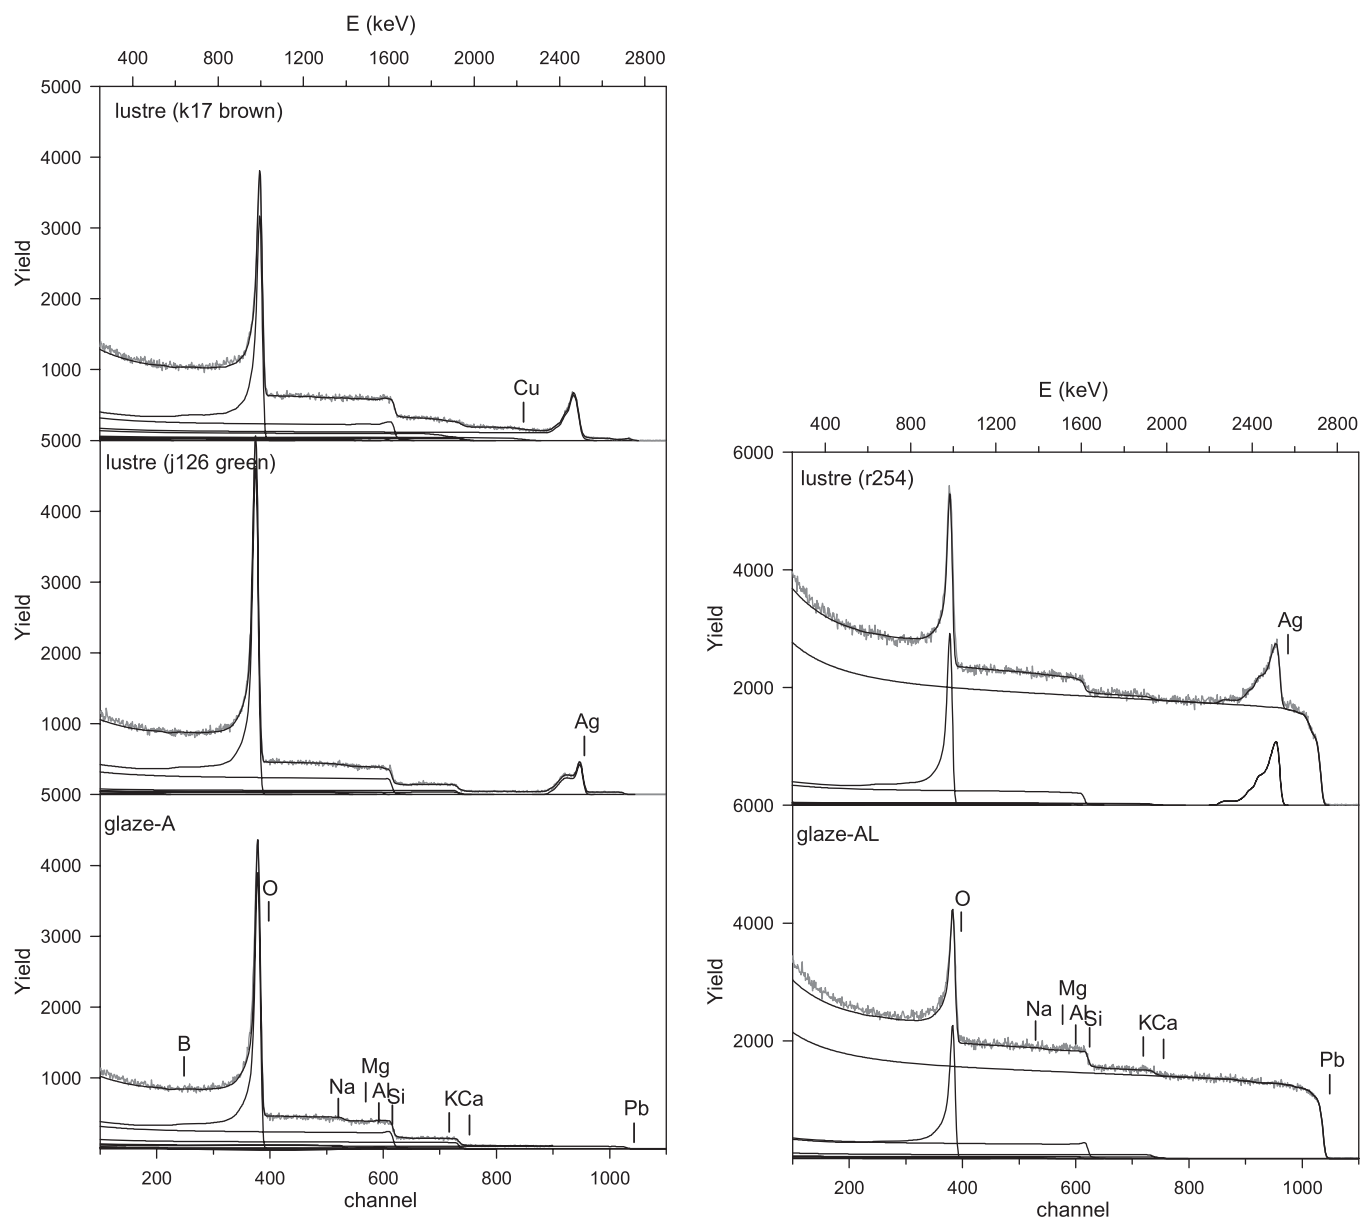 E (keV)
400 800 1200 1600 2000 2400 2800
5000
lustre (k17 brown)
4000
3000
Yield
2000
1000
Cu
5000
lustre (j126 green)
4000
3000
Yield
2000
1000
Ag
5000
glaze-A
4000
O
3000
Yield
2000
B
Mg
1000
Na
Al
Si
K
Ca
Pb
200 400 600 800 1000
channel
E (keV)
400 800 1200 1600 2000 2400 2800
6000
lustre (r254)
4000
Yield
Ag
2000
6000
glaze-AL
4000
O
Yield
Mg
Na
Al
Si
K
Ca
2000
Pb
200 400 600 800 1000
channel